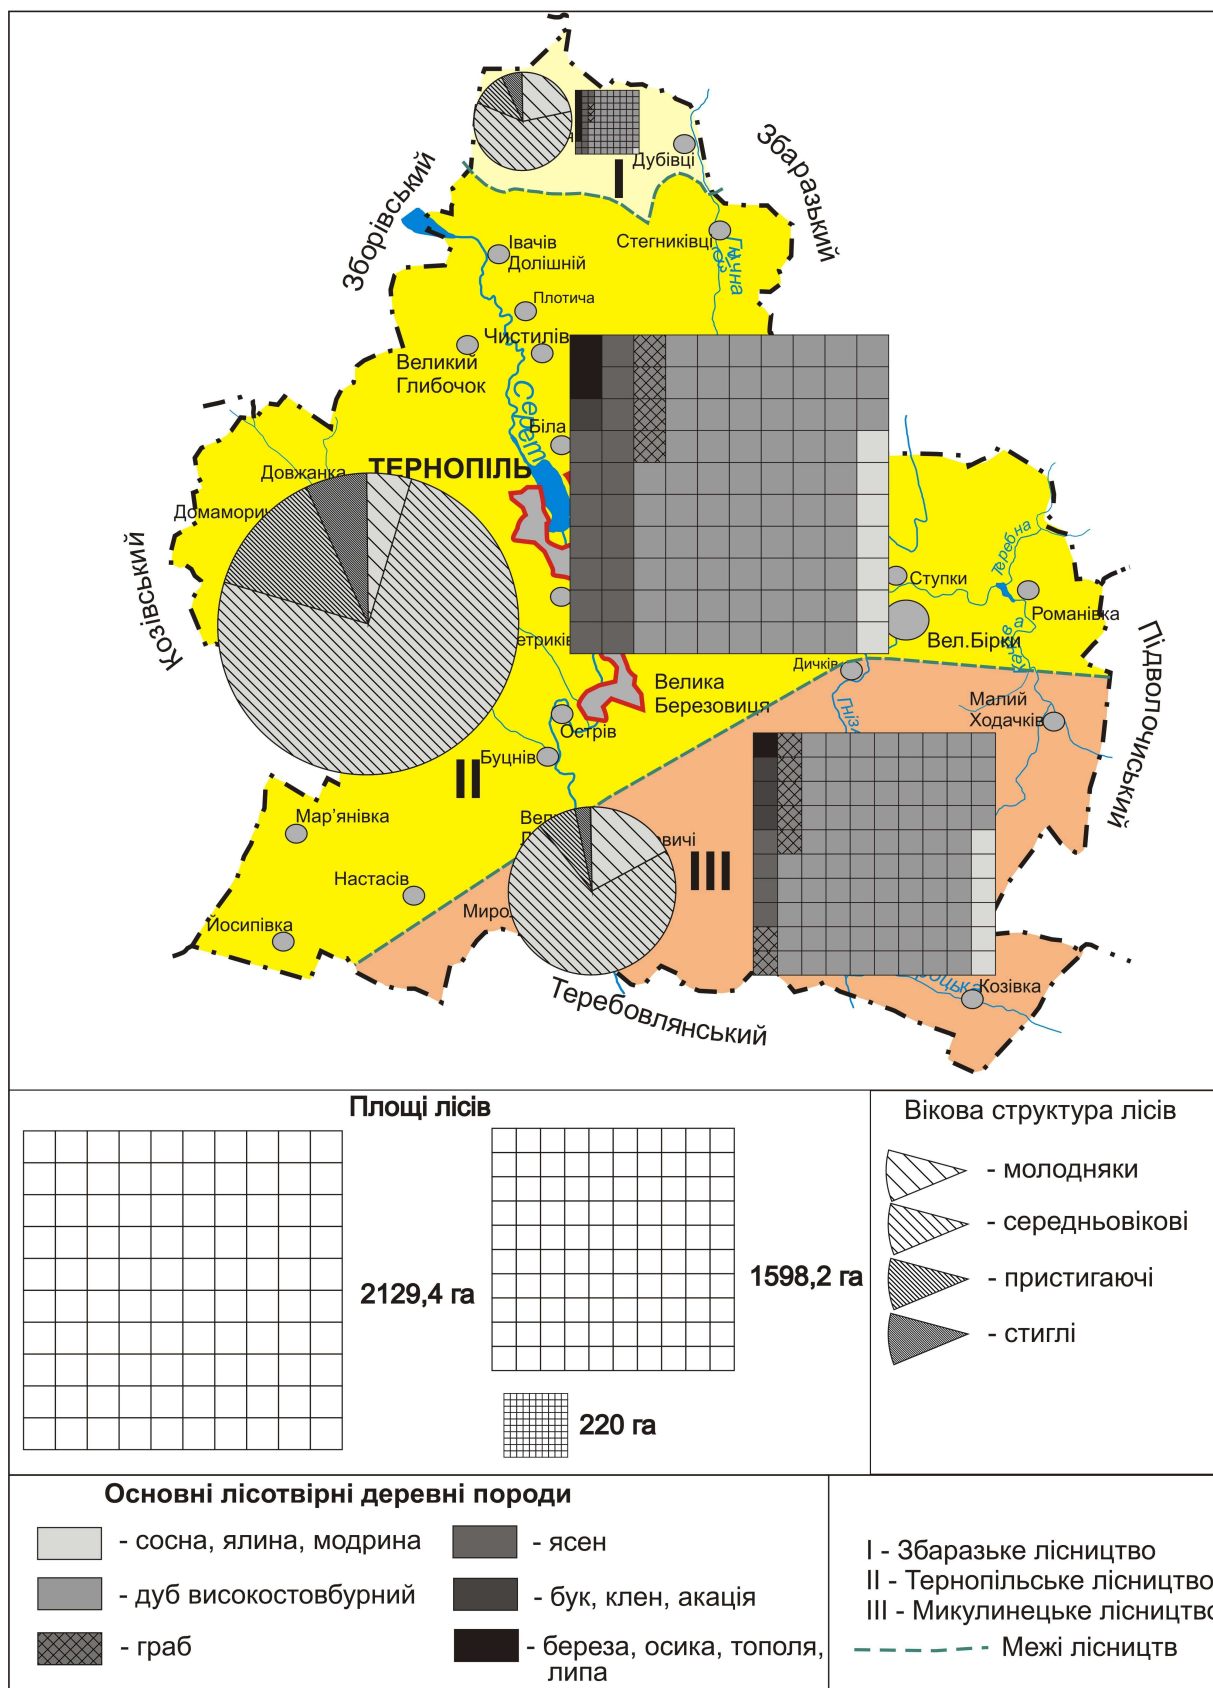 Зборівський
Збаразький
Дубівці
I
Стегниківці
Івачів
Долішній
Гнізна
Плотича
Чистилів
Великий
Глибочок
Серет
Біла
ТЕРНОПІЛЬ
Довжанка
Козівський
Теребна
Ступки
Романівка
Вел.Бірки
Підволочиський
Дичків
Велика
Березовиця
Малий
Ходачків
Острів
Буцнів
II
Мар’янівка
III
Настасів
Йосипівка
Козівка
Теребовлянський
Площі лісів
2129,4 га
1598,2 га
220 га
Вікова структура лісів
- молодняки
- середньовікові
- пристигаючі
- стиглі
Основні лісотвірні деревні породи
- сосна, ялина, модрина
- дуб високостовбурний
- граб
- ясен
- бук, клен, акація
- береза, осика, тополя,
липа
I - Збаразьке лісництво
II - Тернопільське лісництво
III - Микулинецьке лісництво
Межі лісництв